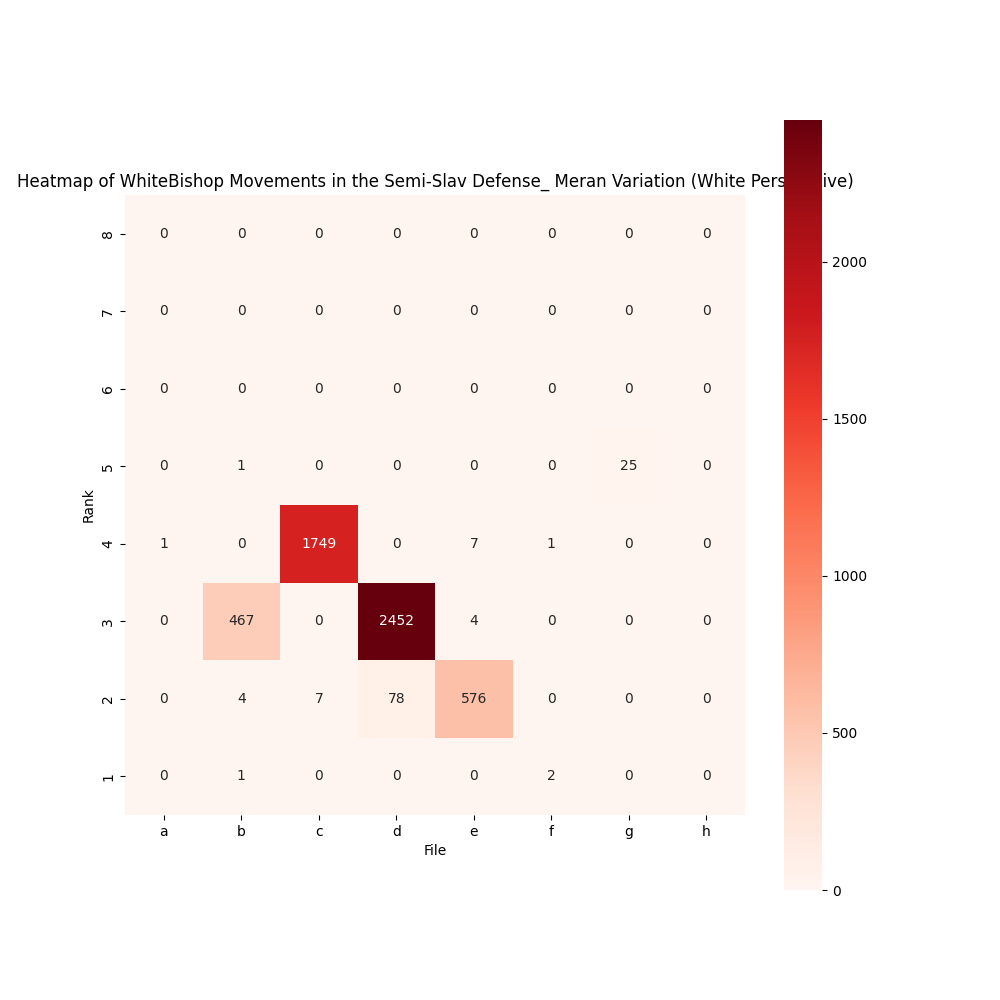 Heatmap of WhiteBishop Movements in the Semi-Slav Defense_ Meran Variation (White Pers ive)
8 0 0 0 0 0 0 0 0
7 0 0 0 0 0 0 0 0
6 0 0 0 0 0 0 0 0
5 0 1 0 0 0 0 25 0
4 1 0 1749 0 7 1 0 0
3 0 467 0 2452 4 0 0 0
2 0 4 7 78 576 0 0 0
1 0 1 0 0 0 2 0 0
a b c d e f g h
Rank
File
2000
1500
1000
500
0